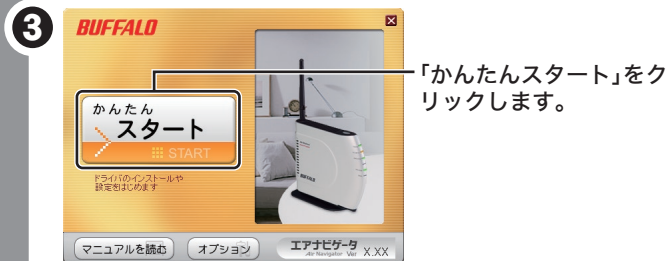 3
BUFFALO
「かんたんスタート」をク
リックします。
かんたん
スタート
START
ドライバのインストールや
設定をはじめます
BUFFALO
マニュアルを読む
オプション
エアナビゲータ
Air Navigator Ver X.XX